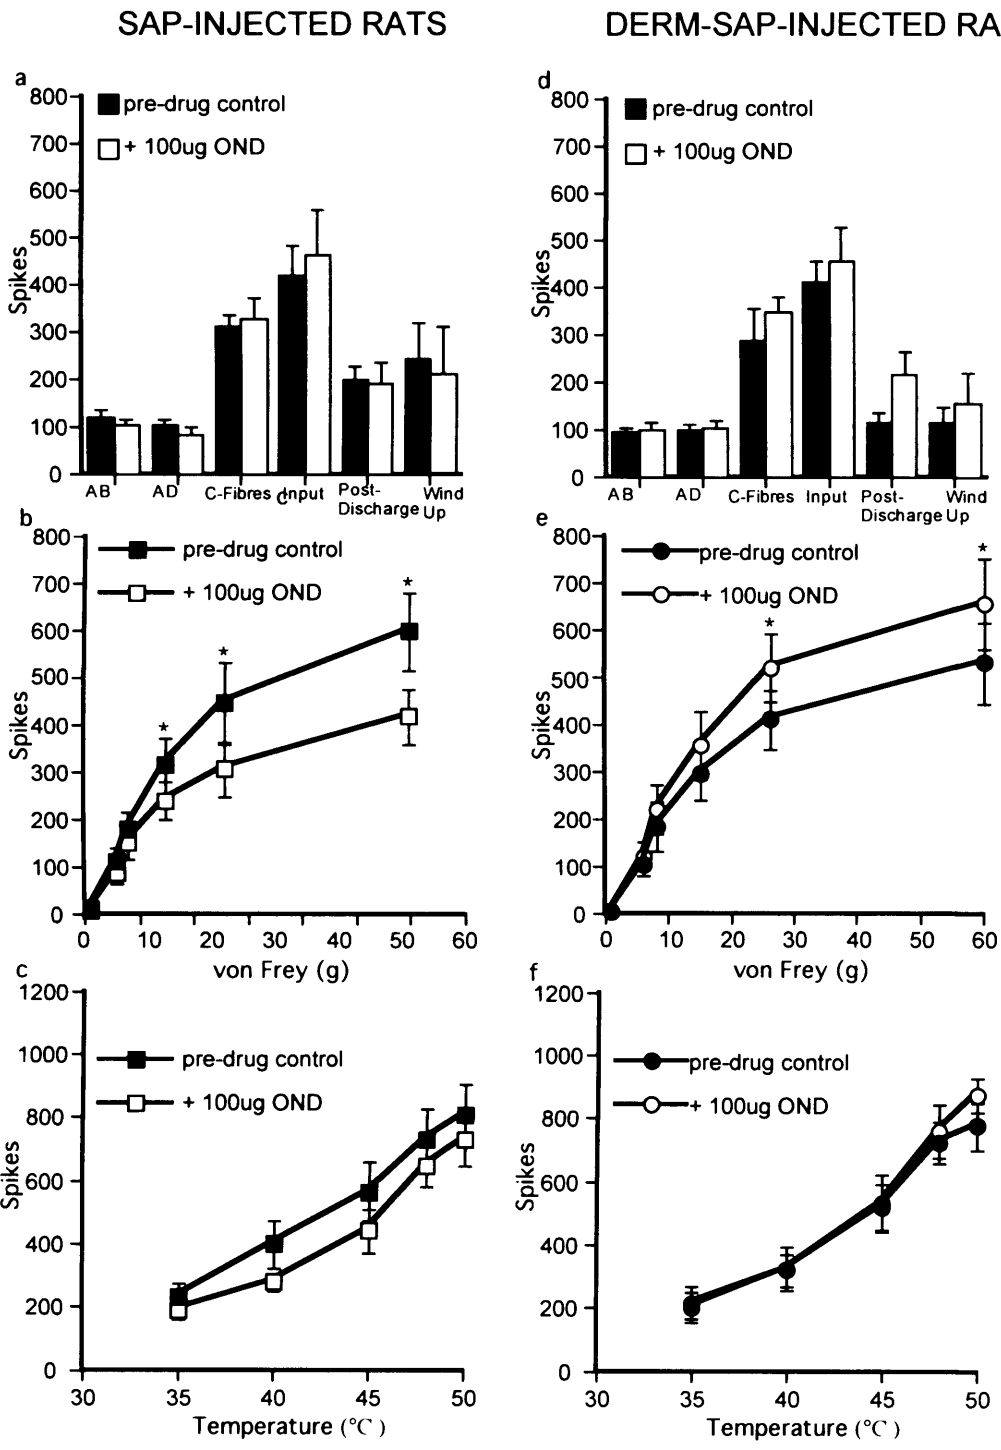 SAP-INJECTED RATS
DERM-SAP-INJECTED RA
a
800
700
600
500
400
300
200
100
0
Spikes
pre-drug control
+ 100ug OND
AB
AD
C-Fibres
Input
Post-
Discharge
Wind
Up
d
800
700
600
500
400
300
200
100
0
Spikes
pre-drug control
+ 100ug OND
AB
AD
C-Fibres
Input
Post-
Discharge
Wind
Up
b
800
700
600
500
400
300
200
100
0
Spikes
pre-drug control
+ 100ug OND
*
*
*
0 10 20 30 40 50 60
von Frey (g)
e
800
700
600
500
400
300
200
100
0
Spikes
pre-drug control
+ 100ug OND
*
*
0 10 20 30 40 50 60
von Frey (g)
c
1200
1000
800
600
400
200
0
Spikes
pre-drug control
+ 100ug OND
30 35 40 45 50
Temperature (°C)
f
1200
1000
800
600
400
200
0
Spikes
pre-drug control
+ 100ug OND
30 35 40 45 50
Temperature (°C)